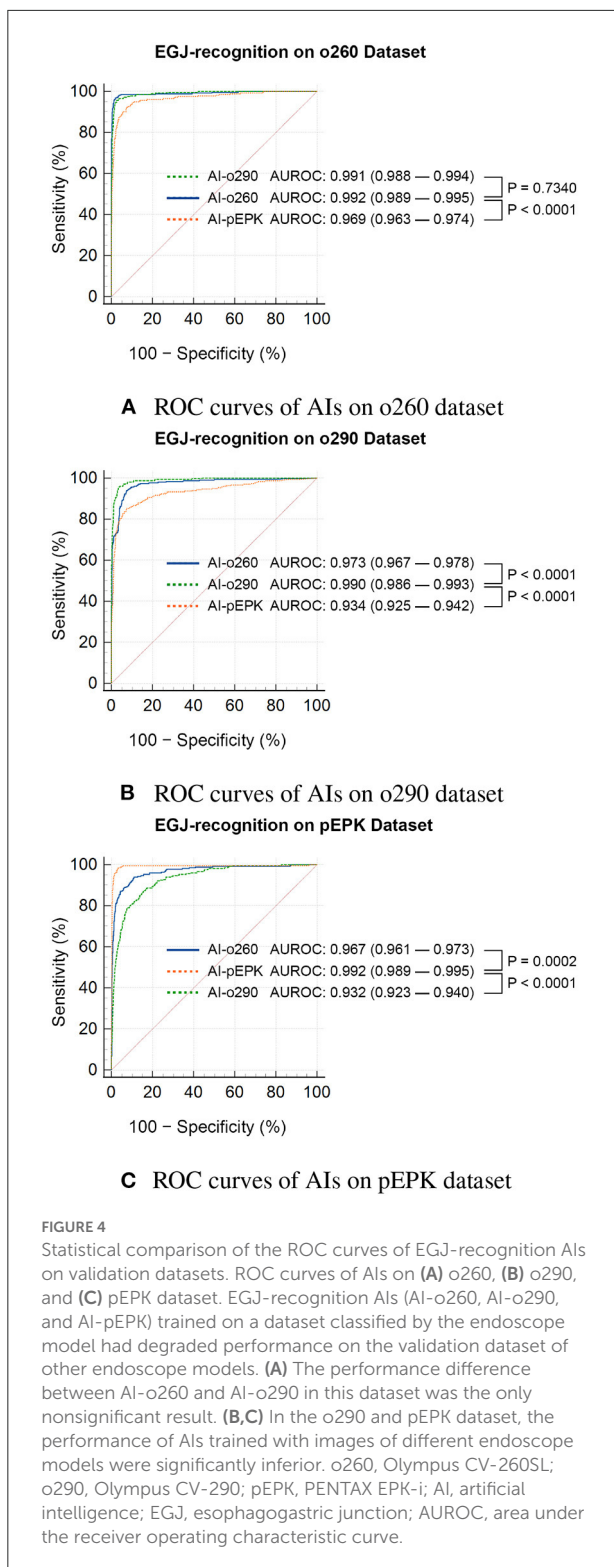 EGJ-recognition on o260 Dataset
100
80
60
40
20
0
Sensitivity (%)
AI-o290 AUROC: 0.991 (0.988 — 0.994)
AI-o260 AUROC: 0.992 (0.989 — 0.995)
AI-pEPK AUROC: 0.969 (0.963 — 0.974)
P = 0.7340
P < 0.0001
0 20 40 60 80 100
100 − Specificity (%)
A ROC curves of AIs on o260 dataset
EGJ-recognition on o290 Dataset
100
80
60
40
20
0
Sensitivity (%)
AI-o260 AUROC: 0.973 (0.967 — 0.978)
AI-o290 AUROC: 0.990 (0.986 — 0.993)
AI-pEPK AUROC: 0.934 (0.925 — 0.942)
P < 0.0001
P < 0.0001
0 20 40 60 80 100
100 − Specificity (%)
B ROC curves of AIs on o290 dataset
EGJ-recognition on pEPK Dataset
100
80
60
40
20
0
Sensitivity (%)
AI-o260 AUROC: 0.967 (0.961 — 0.973)
AI-pEPK AUROC: 0.992 (0.989 — 0.995)
AI-o290 AUROC: 0.932 (0.923 — 0.940)
P = 0.0002
P < 0.0001
0 20 40 60 80 100
100 − Specificity (%)
C ROC curves of AIs on pEPK dataset
FIGURE 4
Statistical comparison of the ROC curves of EGJ-recognition AIs
on validation datasets. ROC curves of AIs on (A) o260, (B) o290,
and (C) pEPK dataset. EGJ-recognition AIs (AI-o260, AI-o290,
and AI-pEPK) trained on a dataset classified by the endoscope
model had degraded performance on the validation dataset of
other endoscope models. (A) The performance difference
between AI-o260 and AI-o290 in this dataset was the only
nonsignificant result. (B,C) In the o290 and pEPK dataset, the
performance of AIs trained with images of different endoscope
models were significantly inferior. o260, Olympus CV-260SL;
o290, Olympus CV-290; pEPK, PENTAX EPK-i; AI, artificial
intelligence; EGJ, esophagogastric junction; AUROC, area under
the receiver operating characteristic curve.